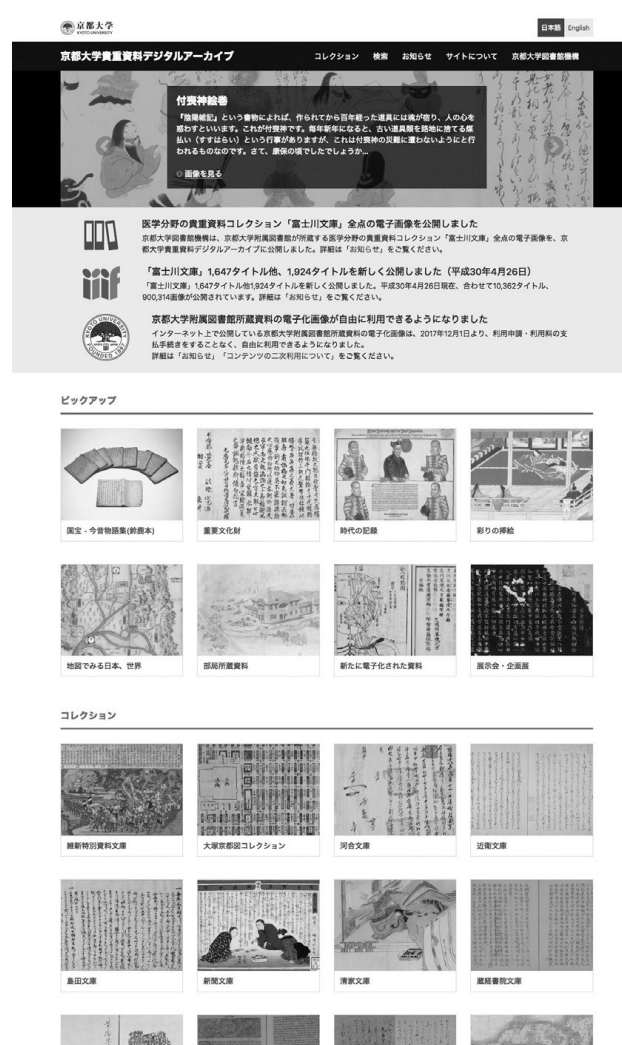 京都大学
KYOTO UNIVERSITY
日本語 English
京都大学貴重資料デジタルアーカイブ
コレクション 検索 お知らせ サイトについて 京都大学図書館機構
付喪神絵巻
『陰陽雑記』という書物によれば、作られてから百年経った道具には魂が宿り、人の心を
惑わすといいます。これが付喪神です。毎年新年になると、古い道具類を路地に捨てる煤
払い（すすはらい）という行事がありますが、これは付喪神の災難に遭わないようにと行
われるものなのです。さて、康保の頃でしたでしょうか...
画像を見る
医学分野の貴重資料コレクション「富士川文庫」全点の電子画像を公開しました
京都大学図書館機構は、京都大学附属図書館が所蔵する医学分野の貴重資料コレクション「富士川文庫」全点の電子画像を、京
都大学貴重資料デジタルアーカイブに公開しました。詳細は「お知らせ」をご覧ください。
iiif
「富士川文庫」1,647タイトル他、1,924タイトルを新しく公開しました（平成30年4月26日）
「富士川文庫」1,647タイトル他1,924タイトルを新しく公開しました。平成30年4月26日現在、合わせて10,362タイトル、
900,314画像が公開されています。詳細は「お知らせ」をご覧ください。
KYOTO UNIVERSITY
FOUNDED 1897
京都大学附属図書館所蔵資料の電子化画像が自由に利用できるようになりました
インターネット上で公開している京都大学附属図書館所蔵資料の電子化画像は、2017年12月1日より、利用申請・利用料の支
払手続きをすることなく、自由に利用できるようになりました。
詳細は「お知らせ」「コンテンツの二次利用について」をご覧ください。
ピックアップ
国宝 - 今昔物語集(鈴鹿本)
重要文化財
時代の記録
彩りの挿絵
地図でみる日本、世界
部局所蔵資料
新たに電子化された資料
展示会・企画展
コレクション
維新特別資料文庫
大塚京都図コレクション
河合文庫
近衛文庫
島田文庫
新聞文庫
清家文庫
蔵経書院文庫